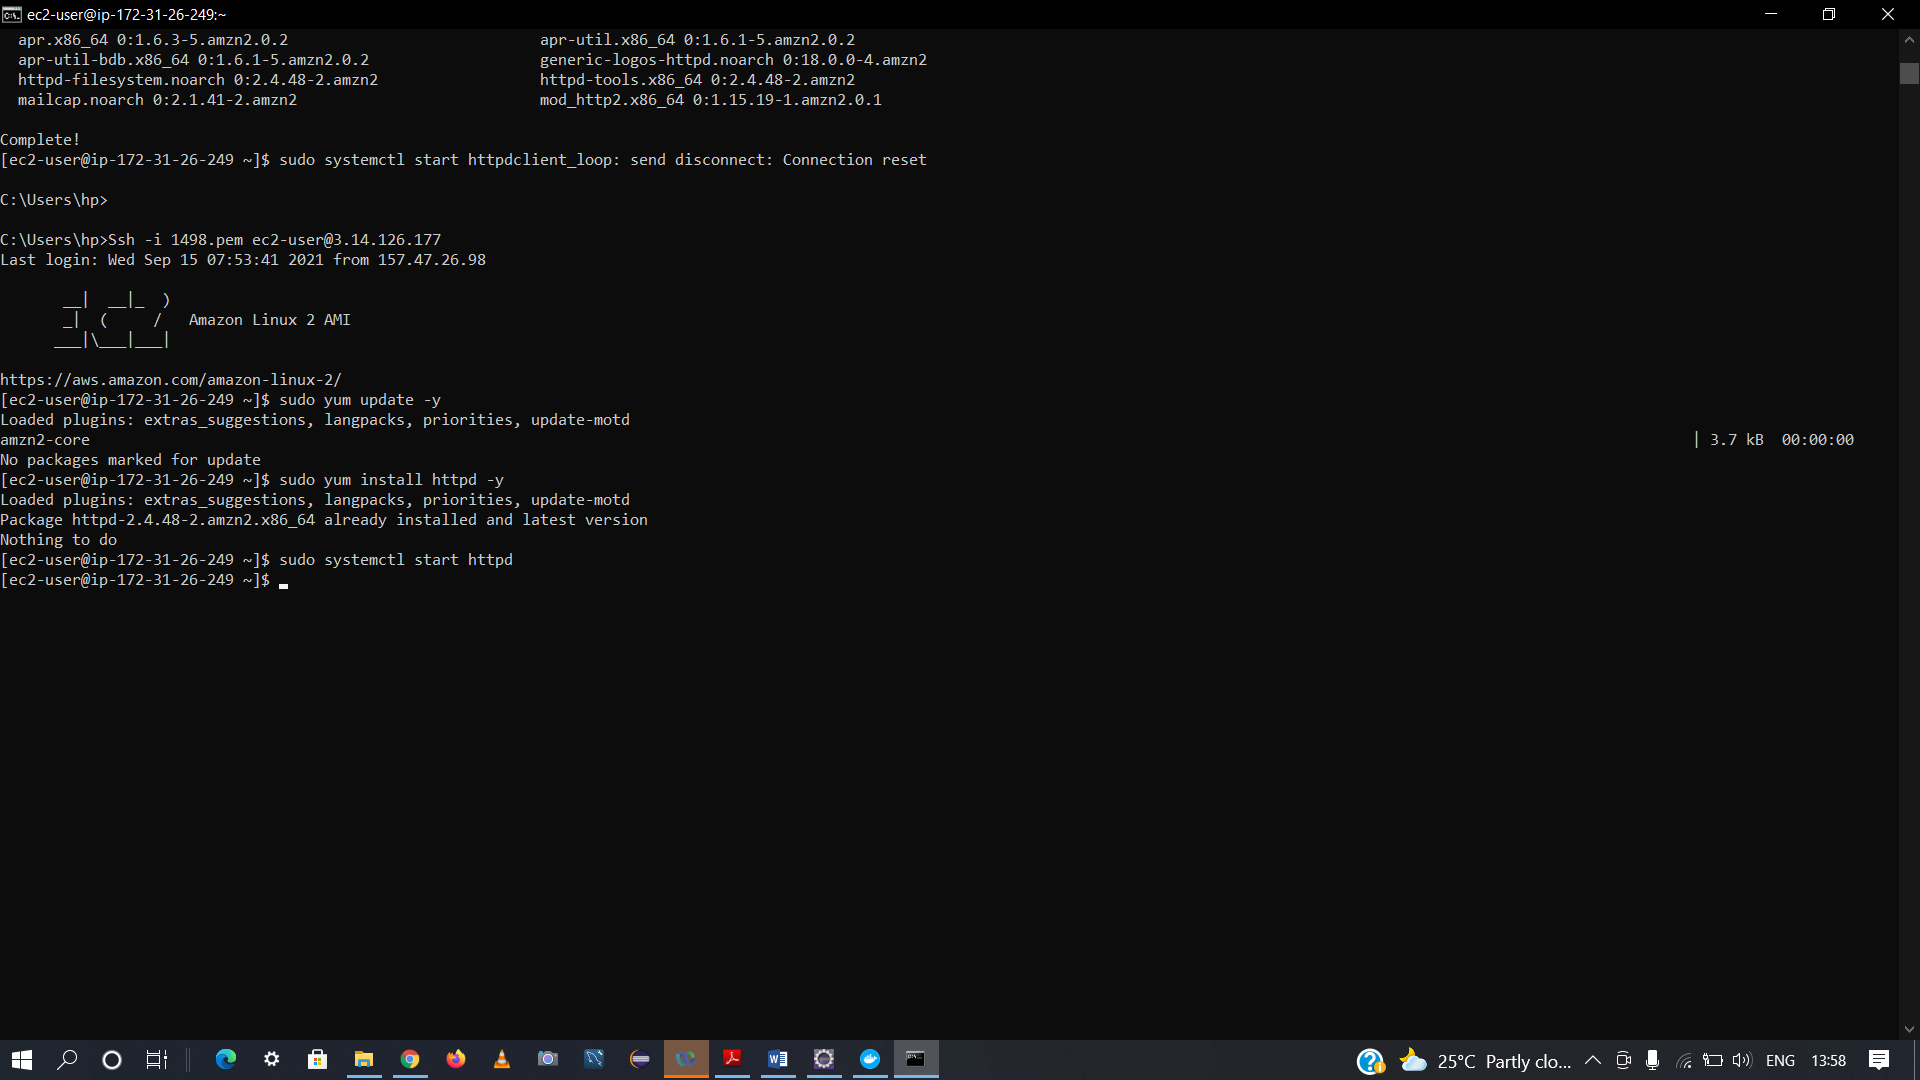 ec2-user@ip-172-31-26-249:~
apr.x86_64 0:1.6.3-5.amzn2.0.2 apr-util.x86_64 0:1.6.1-5.amzn2.0.2
apr-util-bdb.x86_64 0:1.6.1-5.amzn2.0.2 generic-logos-httpd.noarch 0:18.0.0-4.amzn2
httpd-filesystem.noarch 0:2.4.48-2.amzn2 httpd-tools.x86_64 0:2.4.48-2.amzn2
mailcap.noarch 0:2.1.41-2.amzn2 mod_http2.x86_64 0:1.15.19-1.amzn2.0.1
Complete!
[ec2-user@ip-172-31-26-249 ~]$ sudo systemctl start httpdclient_loop: send disconnect: Connection reset
C:\Users\hp>
C:\Users\hp>Ssh -i 1498.pem ec2-user@3.14.126.177
Last login: Wed Sep 15 07:53:41 2021 from 157.47.26.98
__| __|_ )
_| ( / Amazon Linux 2 AMI
___|\___|___|
https://aws.amazon.com/amazon-linux-2/
[ec2-user@ip-172-31-26-249 ~]$ sudo yum update -y
Loaded plugins: extras_suggestions, langpacks, priorities, update-motd
amzn2-core | 3.7 kB 00:00:00
No packages marked for update
[ec2-user@ip-172-31-26-249 ~]$ sudo yum install httpd -y
Loaded plugins: extras_suggestions, langpacks, priorities, update-motd
Package httpd-2.4.48-2.amzn2.x86_64 already installed and latest version
Nothing to do
[ec2-user@ip-172-31-26-249 ~]$ sudo systemctl start httpd
[ec2-user@ip-172-31-26-249 ~]$
25°C Partly clo... ENG 13:58